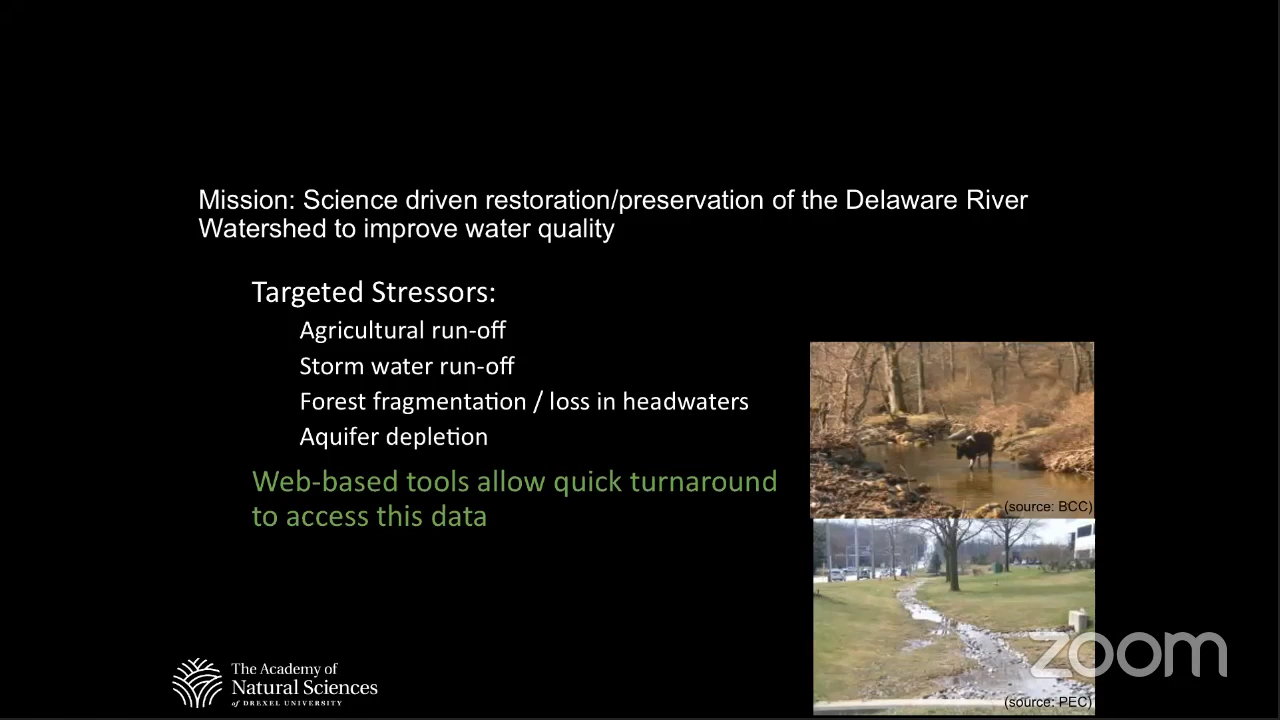 Mission: Science driven restoration/preservation of the Delaware River
Watershed to improve water quality
Targeted Stressors:
Agricultural run-off
Storm water run-off
Forest fragmentation / loss in headwaters
Aquifer depletion
Web-based tools allow quick turnaround
to access this data
(source: BCC)
(source: PEC)
zoom
The Academy of
Natural Sciences
of DREXEL UNIVERSITY